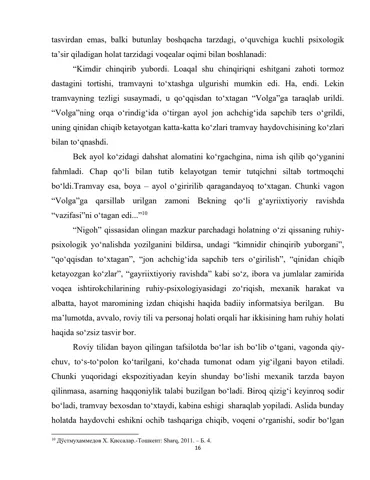 tasvirdan emas, balki butunlay boshqacha tarzdagi, o‘quvchiga kuchli psixologik
ta’sir qiladigan holat tarzidagi voqealar oqimi bilan boshlanadi:
“Kimdir chinqirib yubordi. Loaqal shu chinqiriqni eshitgani zahoti tormoz
dastagini tortishi, tramvayni to‘xtashga ulgurishi mumkin edi. Ha, endi. Lekin
tramvayning tezligi susaymadi, u qo‘qqisdan to‘xtagan “Volga”ga taraqlab urildi.
“Volga”ning orqa o‘rindig‘ida o‘tirgan ayol jon achchig‘ida sapchib ters o‘grildi,
uning qinidan chiqib ketayotgan katta-katta ko‘zlari tramvay haydovchisining ko‘zlari
bilan to‘qnashdi.
Bek ayol ko‘zidagi dahshat alomatini ko‘rgachgina, nima ish qilib qo‘yganini
fahmladi. Chap qo‘li bilan tutib kelayotgan temir tutqichni siltab tortmoqchi
bo‘ldi.Tramvay esa, boya – ayol o‘giririlib qaragandayoq to‘xtagan. Chunki vagon
“Volga”ga qarsillab urilgan zamoni Bekning qo‘li g‘ayriixtiyoriy ravishda
“vazifasi”ni o‘tagan edi...”10
“Nigoh” qissasidan olingan mazkur parchadagi holatning o‘zi qissaning ruhiy-
psixologik yo‘nalishda yozilganini bildirsa, undagi “kimnidir chinqirib yuborgani”,
“qo‘qqisdan to‘xtagan”, “jon achchig‘ida sapchib ters o‘girilish”, “qinidan chiqib
ketayozgan ko‘zlar”, “gayriixtiyoriy ravishda” kabi so‘z, ibora va jumlalar zamirida
voqea ishtirokchilarining ruhiy-psixologiyasidagi zo‘riqish, mexanik harakat va
albatta, hayot maromining izdan chiqishi haqida badiiy informatsiya berilgan. Bu
ma’lumotda, avvalo, roviy tili va personaj holati orqali har ikkisining ham ruhiy holati
haqida so‘zsiz tasvir bor.
Roviy tilidan bayon qilingan tafsilotda bo‘lar ish bo‘lib o‘tgani, vagonda qiy-
chuv, to‘s-to‘polon ko‘tarilgani, ko‘chada tumonat odam yig‘ilgani bayon etiladi.
Chunki yuqoridagi ekspozitiyadan keyin shunday bo‘lishi mexanik tarzda bayon
qilinmasa, asarning haqqoniylik talabi buzilgan bo‘ladi. Biroq qizig‘i keyinroq sodir
bo‘ladi, tramvay bexosdan to‘xtaydi, kabina eshigi sharaqlab yopiladi. Aslida bunday
holatda haydovchi eshikni ochib tashqariga chiqib, voqeni o‘rganishi, sodir bo‘lgan
10 Дўстмухаммедов Х. Қиссалар.-Тошкент: Sharq, 2011. – Б. 4.
16